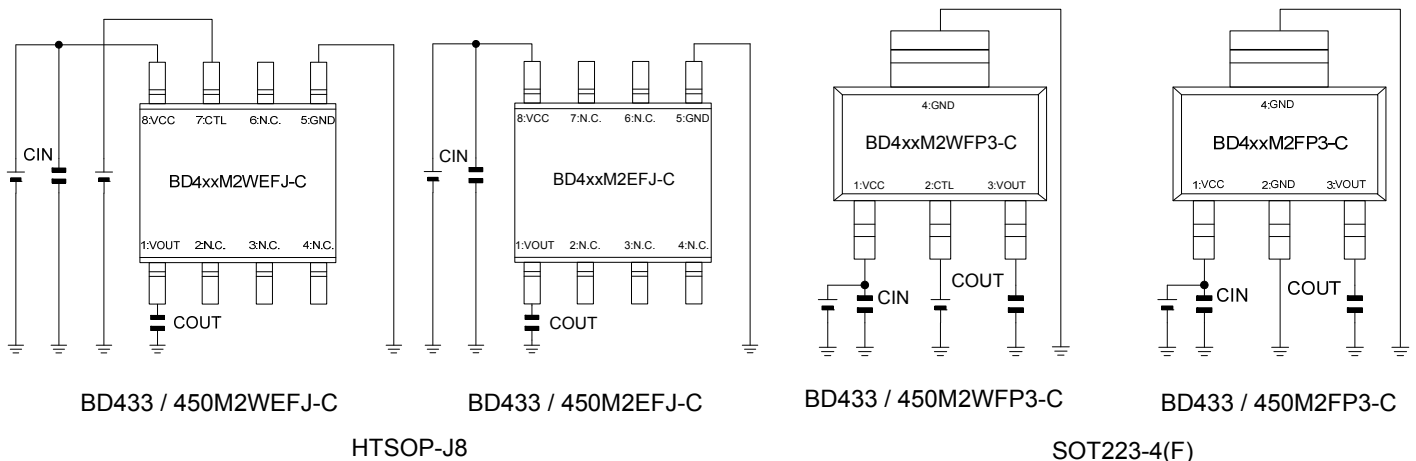 4:GND
4:GND
8:VCC 7:CTL 6:N.C. 5:GND
8:VCC 7:N.C. 6:N.C. 5:GND
CIN
CIN
BD4xxM2WEFJ-C
BD4xxM2EFJ-C
BD4xxM2WFP3-C
BD4xxM2FP3-C
1:VCC 2:CTL 3:VOUT
1:VCC 2:GND 3:VOUT
1:VOUT 2:N.C. 3:N.C. 4:N.C.
1:VOUT 2:N.C. 3:N.C. 4:N.C.
COUT
COUT
CIN
COUT
CIN
COUT
BD433 / 450M2WEFJ-C
BD433 / 450M2EFJ-C
BD433 / 450M2WFP3-C
BD433 / 450M2FP3-C
HTSOP-J8
SOT223-4(F)